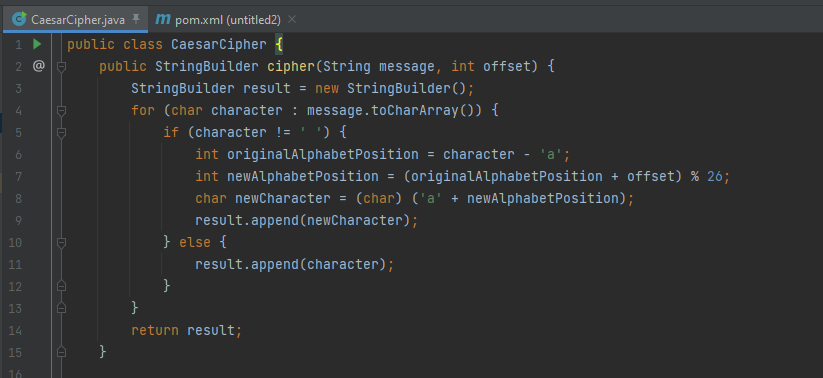 CaesarCipher.java pom.xml (untitled2)
1 public class CaesarCipher {
2 @ public StringBuilder cipher(String message, int offset) {
3 StringBuilder result = new StringBuilder();
4 for (char character : message.toCharArray()) {
5 if (character != ' ') {
6 int originalAlphabetPosition = character - 'a';
7 int newAlphabetPosition = (originalAlphabetPosition + offset) % 26;
8 char newCharacter = (char) ('a' + newAlphabetPosition);
9 result.append(newCharacter);
10 } else {
11 result.append(character);
12 }
13 }
14 return result;
15 }
16